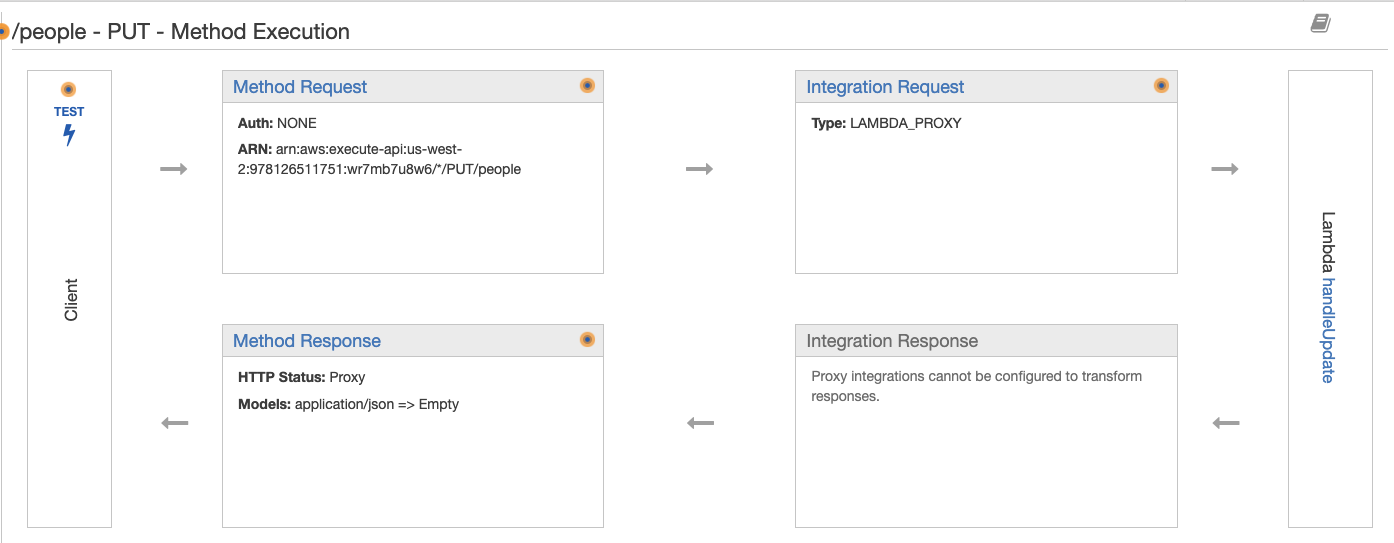 /people - PUT - Method Execution
TEST
Client
Method Request
Auth: NONE
ARN: arn:aws:execute-api:us-west-
2:978126511751:wr7mb7u8w6/*/PUT/people
Integration Request
Type: LAMBDA_PROXY
Lambda handleUpdate
Method Response
HTTP Status: Proxy
Models: application/json => Empty
Integration Response
Proxy integrations cannot be configured to transform
responses.